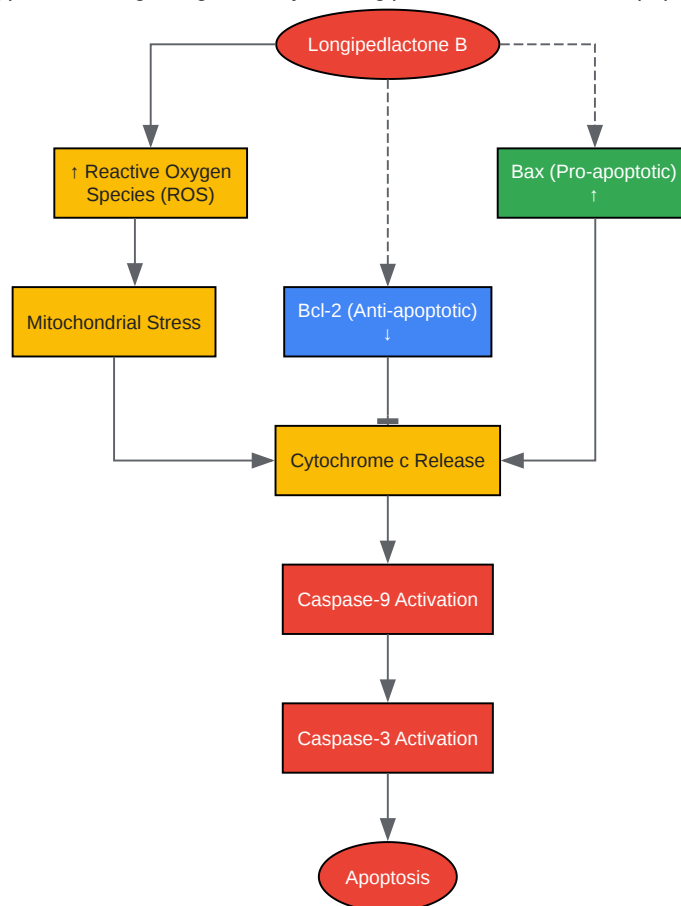 Longipedlactone B
↑ Reactive Oxygen
Species (ROS)
Bax (Pro-apoptotic)
↑
Mitochondrial Stress
Bcl-2 (Anti-apoptotic)
↓
Cytochrome c Release
Caspase-9 Activation
Caspase-3 Activation
Apoptosis